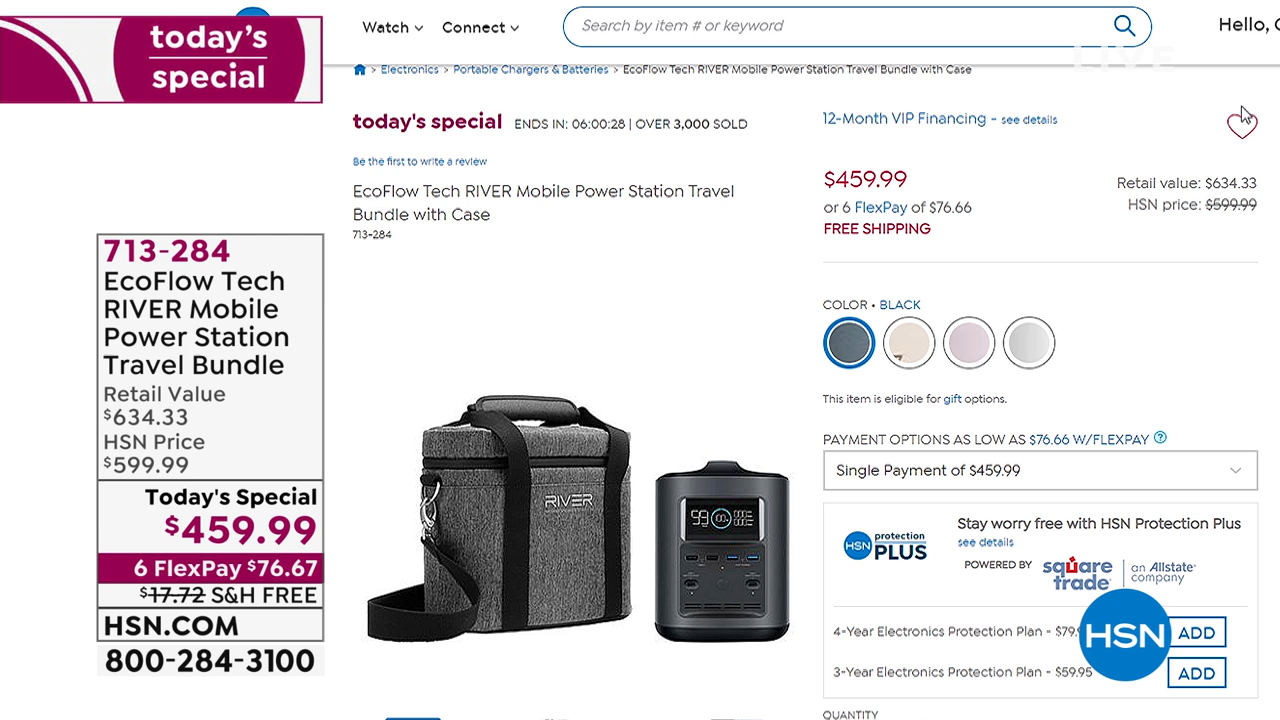 today's
special
Watch
Connect
Search by item # or keyword
Hello,
LIVE
> Electronics > Portable Chargers & Batteries > EcoFlow Tech RIVER Mobile Power Station Travel Bundle with Case
today's special ENDS IN: 06:00:28 | OVER 3,000 SOLD
Be the first to write a review
EcoFlow Tech RIVER Mobile Power Station Travel
Bundle with Case
713-284
12-Month VIP Financing - see details
$459.99
or 6 FlexPay of $76.66
FREE SHIPPING
Retail value: $634.33
HSN price: $599.99
COLOR • BLACK
This item is eligible for gift options.
PAYMENT OPTIONS AS LOW AS $76.66 W/FLEXPAY ?
Single Payment of $459.99
HSN protection
PLUS
Stay worry free with HSN Protection Plus
see details
POWERED BY
square
trade
an Allstate
company
4-Year Electronics Protection Plan - $79.
ADD
3-Year Electronics Protection Plan - $59.95
ADD
HSN
QUANTITY
RIVER
99
100
713-284
EcoFlow Tech
RIVER Mobile
Power Station
Travel Bundle
Retail Value
$634.33
HSN Price
$599.99
Today's Special
$459.99
6 FlexPay $76.67
$17.72 S&H FREE
HSN.COM
800-284-3100